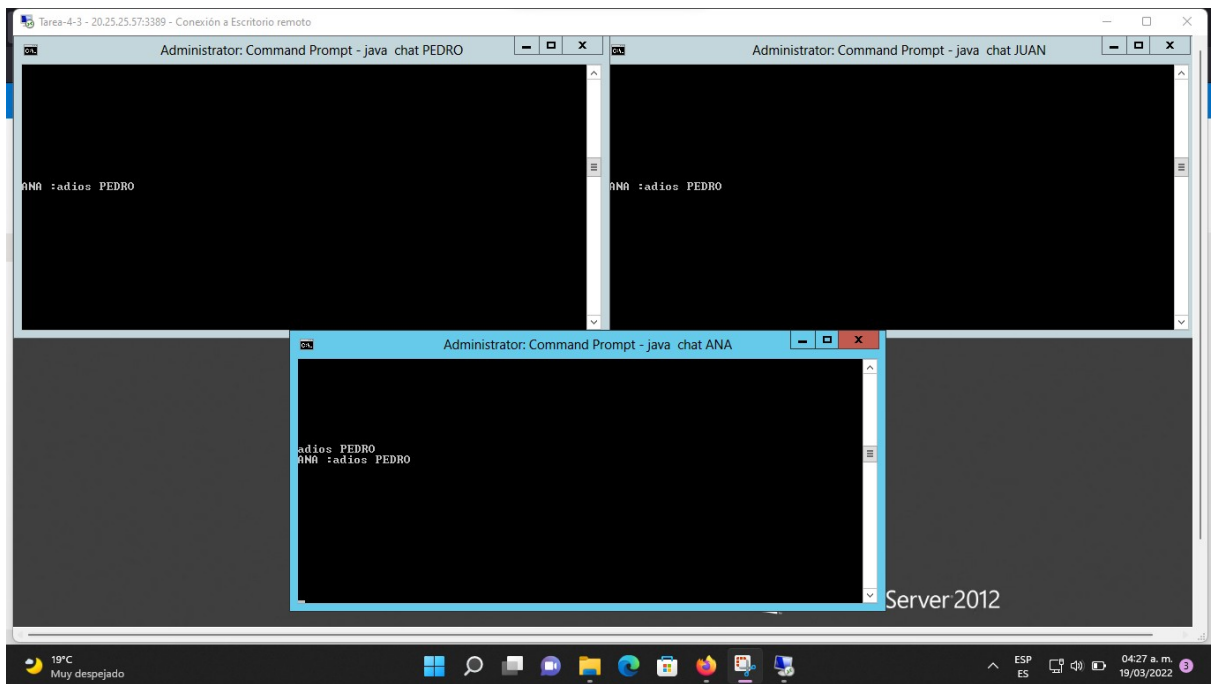 Tarea-4-3 - 20.25.25.57:3389 - Conexión a Escritorio remoto
Administrator: Command Prompt - java  chat PEDRO
Administrator: Command Prompt - java  chat JUAN
ANA :adios PEDRO
ANA :adios PEDRO
Administrator: Command Prompt - java  chat ANA
adios PEDRO
ANA :adios PEDRO
Server 2012
19°C
Muy despejado
ESP
ES
04:27 a. m.
19/03/2022
3